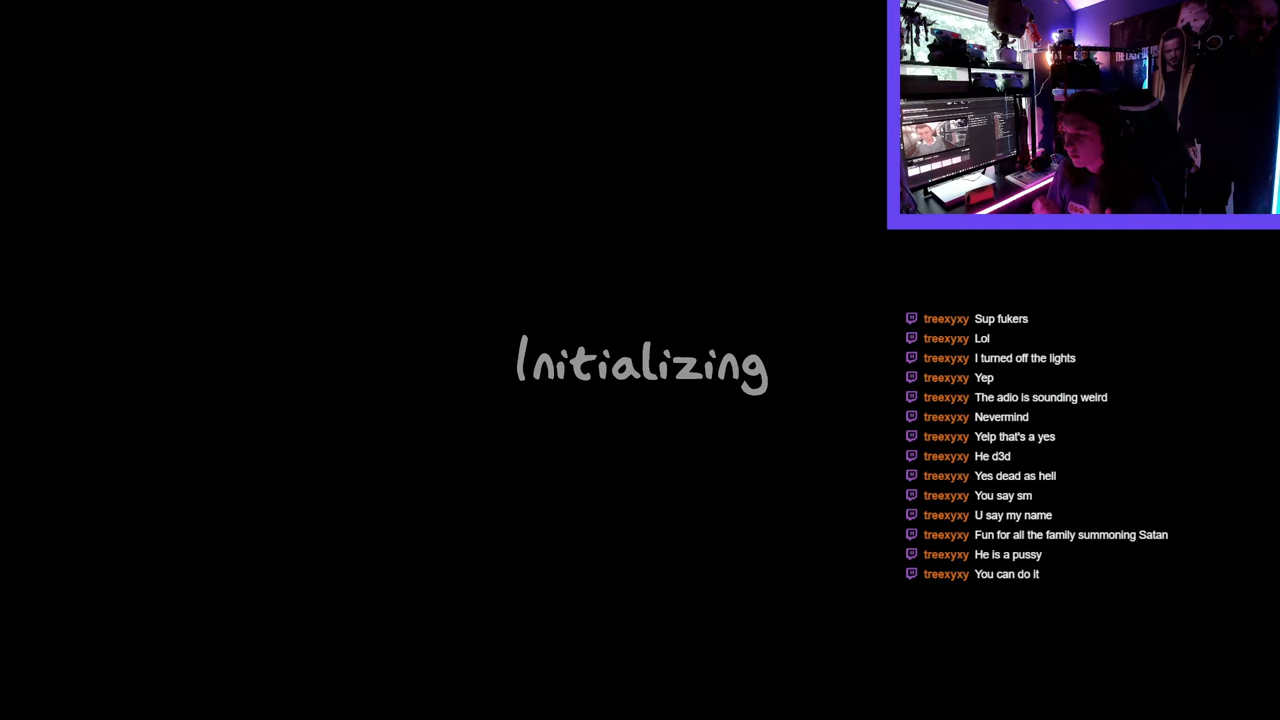 Initializing
treexyxy Sup fukers
treexyxy Lol
treexyxy I turned off the lights
treexyxy Yep
treexyxy The adio is sounding weird
treexyxy Nevermind
treexyxy Yelp that's a yes
treexyxy He d3d
treexyxy Yes dead as hell
treexyxy You say sm
treexyxy U say my name
treexyxy Fun for all the family summoning Satan
treexyxy He is a pussy
treexyxy You can do it